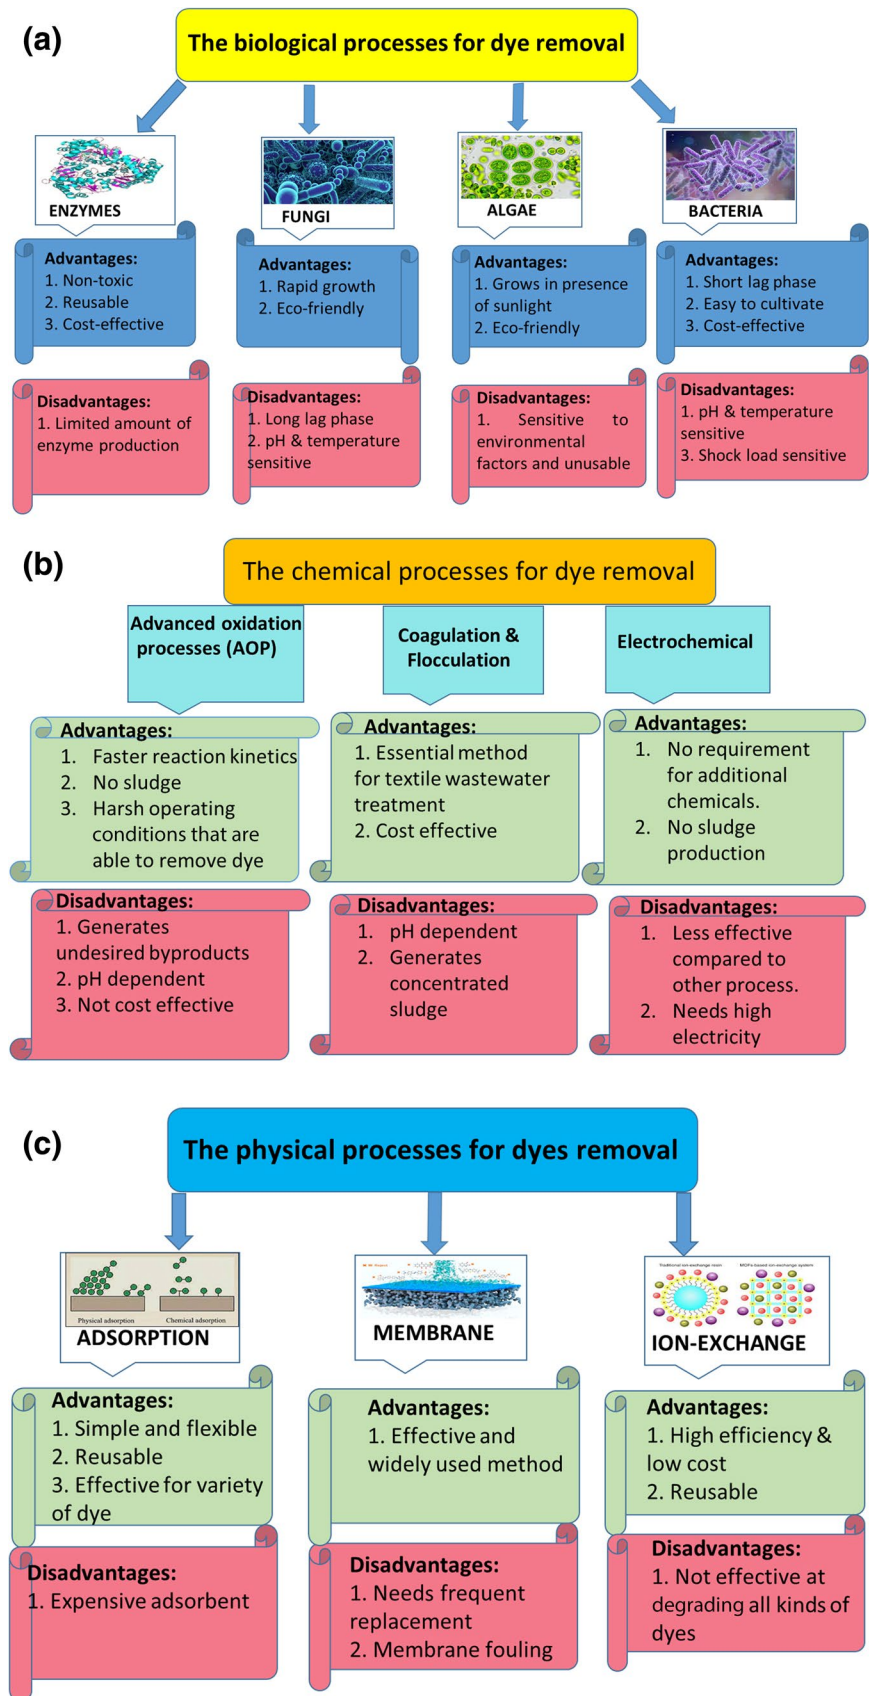 (a)
The biological processes for dye removal
ENZYMES
Advantages:
1. Non-toxic
2. Reusable
3. Cost-effective
Disadvantages:
1. Limited amount of
enzyme production
FUNGI
Advantages:
1. Rapid growth
2. Eco-friendly
Disadvantages:
1. Long lag phase
2. pH & temperature
sensitive
ALGAE
Advantages:
1. Grows in presence
of sunlight
2. Eco-friendly
Disadvantages:
1. Sensitive to
environmental
factors and unusable
BACTERIA
Advantages:
1. Short lag phase
2. Easy to cultivate
3. Cost-effective
Disadvantages:
1. pH & temperature
sensitive
3. Shock load sensitive
(b)
The chemical processes for dye removal
Advanced oxidation
processes (AOP)
Advantages:
1. Faster reaction kinetics
2. No sludge
3. Harsh operating
conditions that are
able to remove dye
Disadvantages:
1. Generates
undesired byproducts
2. pH dependent
3. Not cost effective
Coagulation &
Flocculation
Advantages:
1. Essential method
for textile wastewater
treatment
2. Cost effective
Disadvantages:
1. pH dependent
2. Generates
concentrated
sludge
Electrochemical
Advantages:
1. No requirement
for additional
chemicals.
2. No sludge
production
Disadvantages:
1. Less effective
compared to
other process.
2. Needs high
electricity
(c)
The physical processes for dyes removal
Physical adsorption
Chemical adsorption
ADSORPTION
Advantages:
1. Simple and flexible
2. Reusable
3. Effective for variety
of dye
Disadvantages:
1. Expensive adsorbent
MEMBRANE
Advantages:
1. Effective and
widely used method
Disadvantages:
1. Needs frequent
replacement
2. Membrane fouling
Traditional ion-exchange resin
MOFs-based ion-exchange system
ION-EXCHANGE
Advantages:
1. High efficiency &
low cost
2. Reusable
Disadvantages:
1. Not effective at
degrading all kinds of
dyes